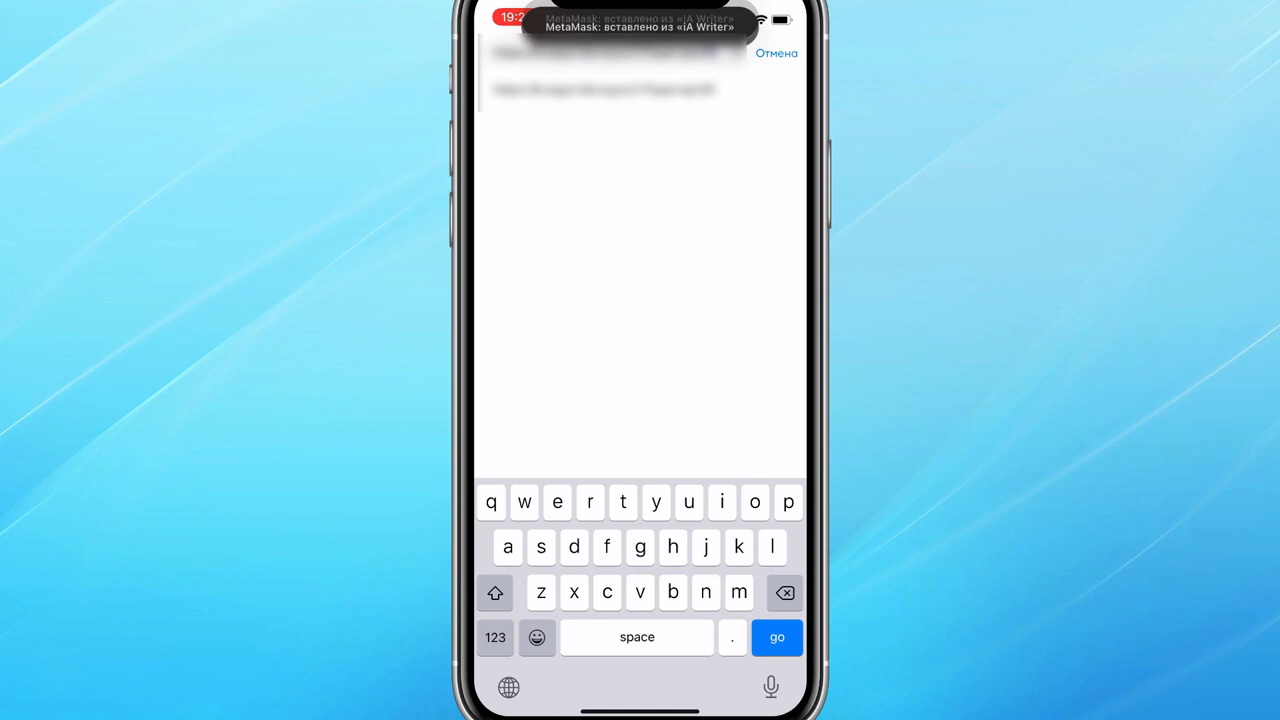 19:2
MetaMask: вставлено из «iA Writer»
MetaMask: вставлено из «iA Writer»
Отмена
q w e r t y u i o p
a s d f g h j k l
z x c v b n m
123 space . go